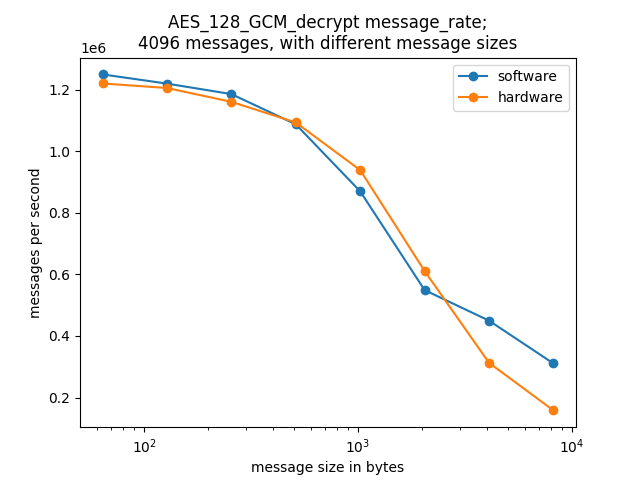 AES_128_GCM_decrypt message_rate;
4096 messages, with different message sizes
1e6
software
hardware
1.2
1.0
0.8
0.6
0.4
0.2
messages per second
10²
10³
10⁴
message size in bytes